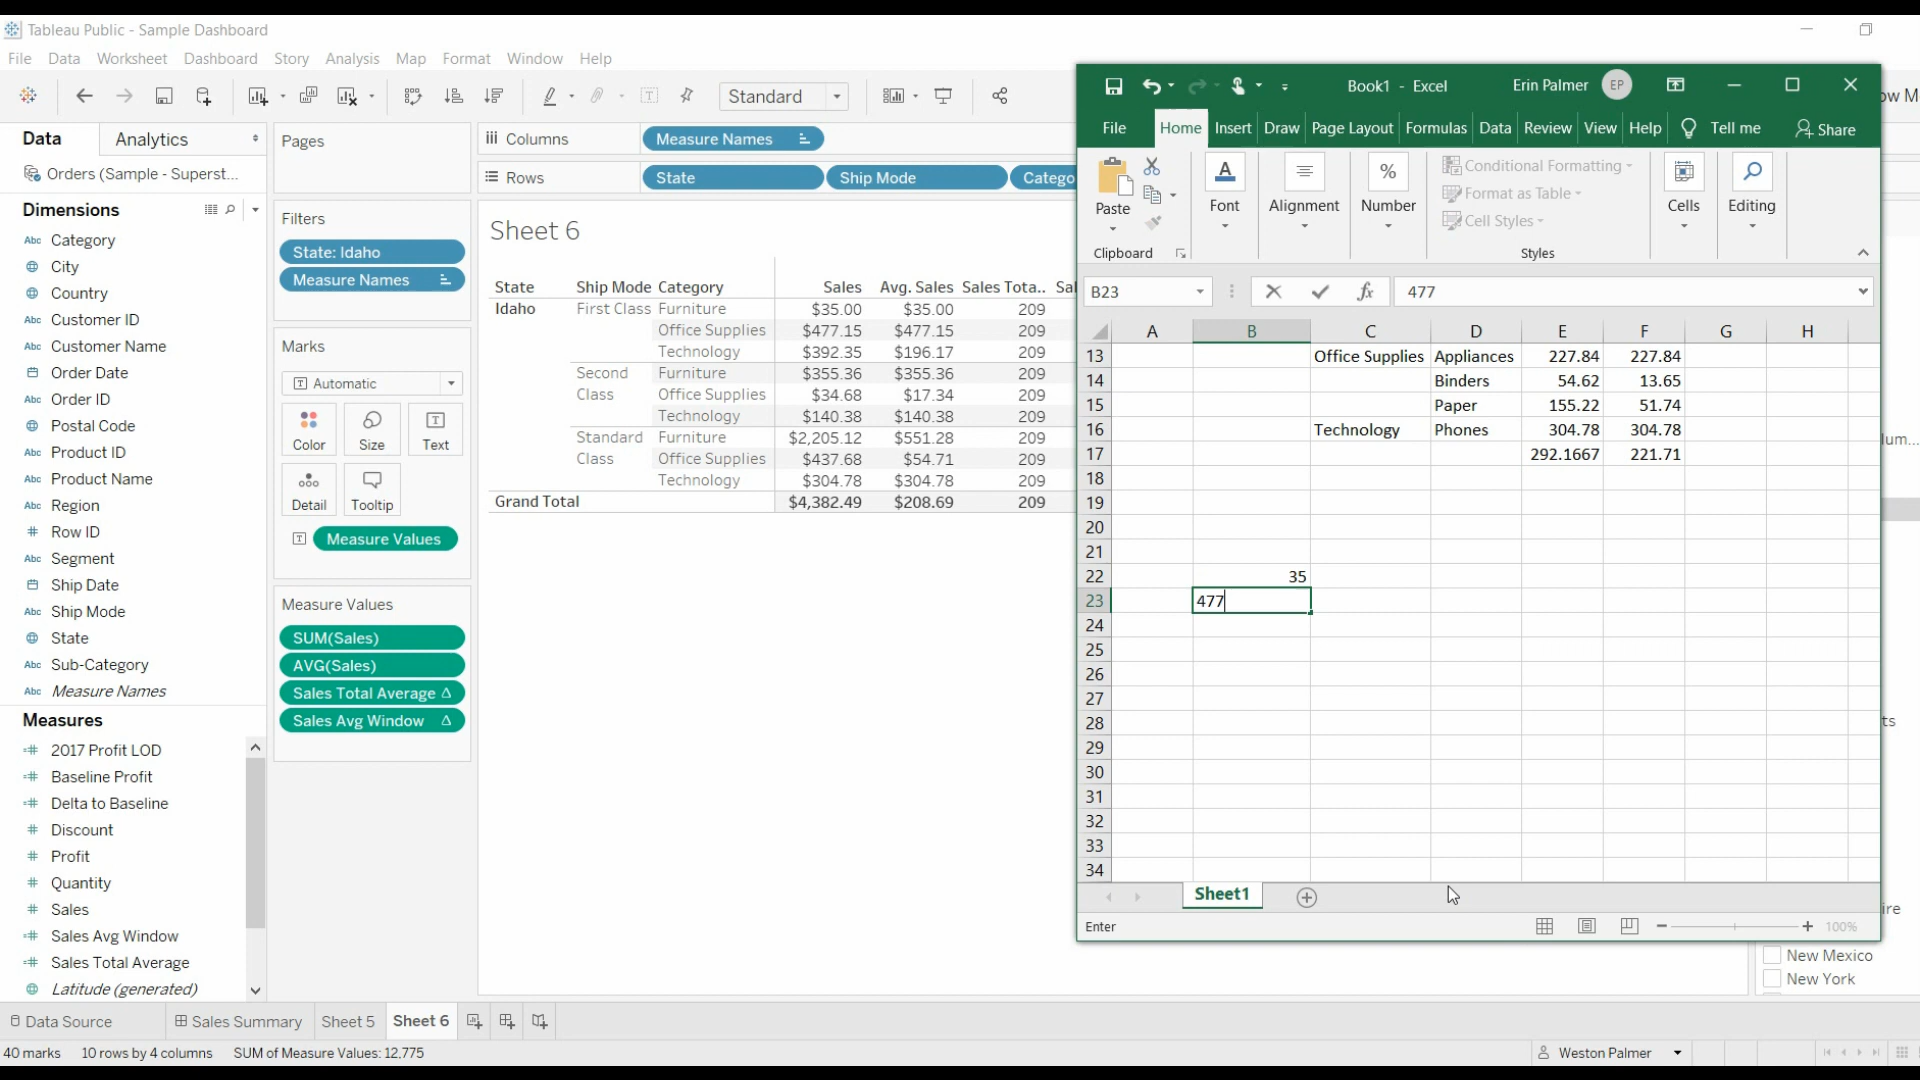 Tableau Public - Sample Dashboard
File Data Worksheet Dashboard Story Analysis Map Format Window Help
Standard
Data Analytics
Orders (Sample - Superst...
Dimensions
Abc Category
City
Country
Abc Customer ID
Abc Customer Name
Order Date
Abc Order ID
Postal Code
Abc Product ID
Abc Product Name
Abc Region
# Row ID
Abc Segment
Ship Date
Abc Ship Mode
State
Abc Sub-Category
Abc Measure Names
Measures
=# 2017 Profit LOD
=# Baseline Profit
=# Delta to Baseline
# Discount
# Profit
# Quantity
# Sales
=# Sales Avg Window
=# Sales Total Average
Latitude (generated)
Pages
Filters
State: Idaho
Measure Names
Marks
T Automatic
Color Size Text
Detail Tooltip
T Measure Values
Measure Values
SUM(Sales)
AVG(Sales)
Sales Total Average Δ
Sales Avg Window Δ
Columns Measure Names
Rows State Ship Mode Catego
Sheet 6
State Ship Mode Category Sales Avg. Sales Sales Tota.. Sal
Idaho First Class Furniture $35.00 $35.00 209
Office Supplies $477.15 $477.15 209
Technology $392.35 $196.17 209
Second Furniture $355.36 $355.36 209
Class Office Supplies $34.68 $17.34 209
Technology $140.38 $140.38 209
Standard Furniture $2,205.12 $551.28 209
Class Office Supplies $437.68 $54.71 209
Technology $304.78 $304.78 209
Grand Total $4,382.49 $208.69 209
Book1 - Excel Erin Palmer EP
File Home Insert Draw Page Layout Formulas Data Review View Help Tell me Share
Paste Font Alignment Number Conditional Formatting Cells Editing
Format as Table
Cell Styles
Clipboard Styles
B23 fx 477
A B C D E F G H
13 Office Supplies Appliances 227.84 227.84
14 Binders 54.62 13.65
15 Paper 155.22 51.74
16 Technology Phones 304.78 304.78
17 292.1667 221.71
18
19
20
21
22 35
23 477
24
25
26
27
28
29
30
31
32
33
34
Sheet1
Enter 100%
ow M
lum...
ts
ire
New Mexico
New York
Data Source Sales Summary Sheet 5 Sheet 6
40 marks 10 rows by 4 columns SUM of Measure Values: 12,775 Weston Palmer